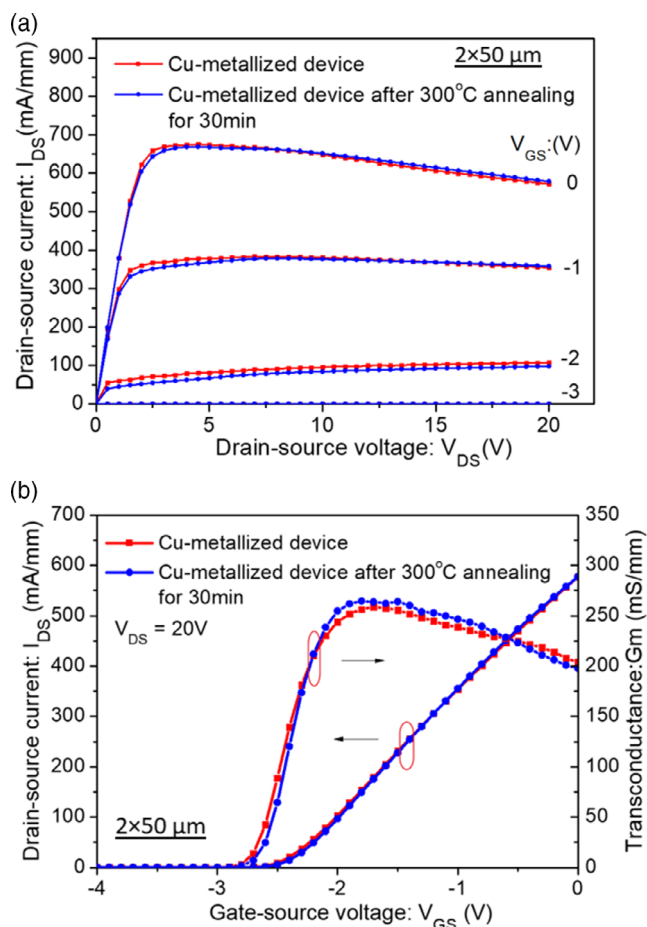 (a)
900
800
700
600
500
400
300
200
100
0
Drain-source current: I_DS (mA/mm)
Cu-metallized device
Cu-metallized device after 300°C annealing
for 30min
2×50 μm
V_GS:(V)
0
-1
-2
-3
0 5 10 15 20
Drain-source voltage: V_DS(V)
(b)
700
600
500
400
300
200
100
0
Drain-source current: I_DS (mA/mm)
Cu-metallized device
Cu-metallized device after 300°C annealing
for 30min
V_DS = 20V
2×50 μm
350
300
250
200
150
100
50
0
Transconductance:Gm (mS/mm)
-4 -3 -2 -1 0
Gate-source voltage: V_GS (V)